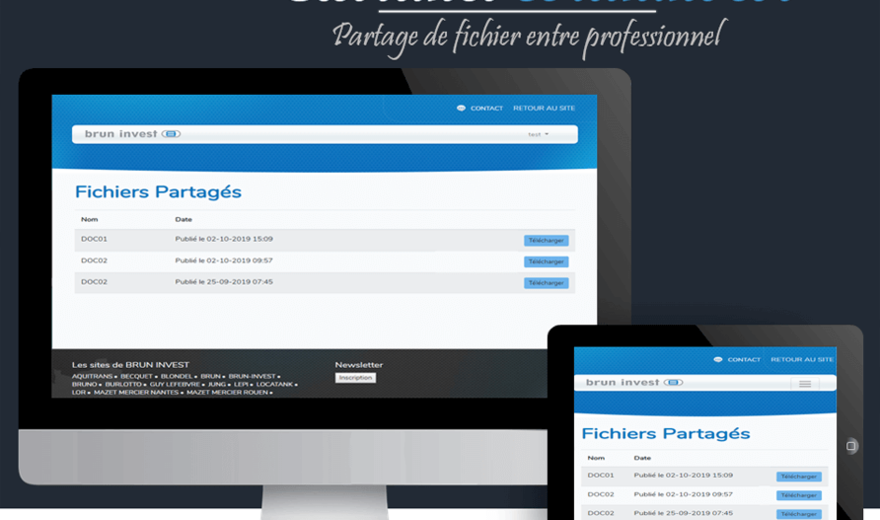 Partage de fichier entre professionnel
CONTACT RETOUR AU SITE
brun invest
test
Fichiers Partagés
Nom Date
DOC01 Publié le 02-10-2019 15:09 Télécharger
DOC02 Publié le 02-10-2019 09:57 Télécharger
DOC02 Publié le 25-09-2019 07:45 Télécharger
Les sites de BRUN INVEST
AQUITRANS • BECQUET • BLONDEL • BRUN • BRUN-INVEST •
BRUNO • BURLOTTO • GUY LEFEBVRE • JUNG • LEPI • LOCATANK •
LOR • MAZET MERCIER NANTES • MAZET MERCIER ROUEN •
Newsletter
Inscription
CONTACT RETOUR AU SITE
brun invest
Fichiers Partagés
Nom Date
DOC01 Publié le 02-10-2019 15:09 Télécharger
DOC02 Publié le 02-10-2019 09:57 Télécharger
DOC02 Publié le 25-09-2019 07:45 Télécharger